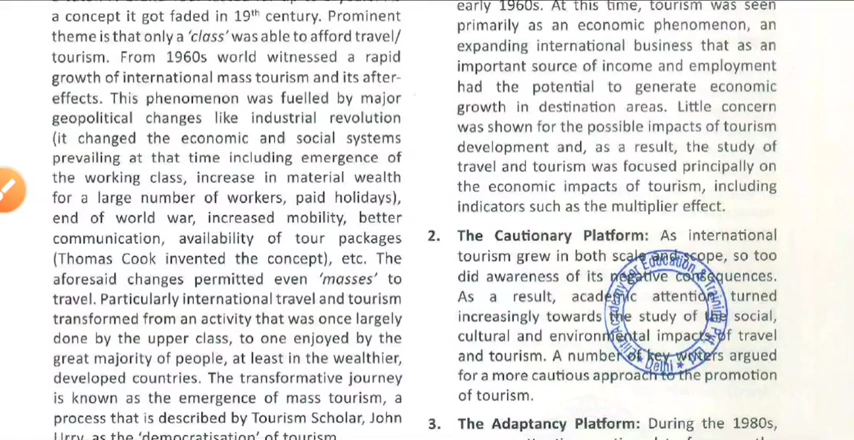 a concept it got faded in 19th century. Prominent
theme is that only a ‘class’ was able to afford travel/
tourism. From 1960s world witnessed a rapid
growth of international mass tourism and its after-
effects. This phenomenon was fuelled by major
geopolitical changes like industrial revolution
(it changed the economic and social systems
prevailing at that time including emergence of
the working class, increase in material wealth
for a large number of workers, paid holidays),
end of world war, increased mobility, better
communication, availability of tour packages
(Thomas Cook invented the concept), etc. The
aforesaid changes permitted even ‘masses’ to
travel. Particularly international travel and tourism
transformed from an activity that was once largely
done by the upper class, to one enjoyed by the
great majority of people, at least in the wealthier,
developed countries. The transformative journey
is known as the emergence of mass tourism, a
process that is described by Tourism Scholar, John
Urry, as the ‘democratisation’ of tourism
early 1960s. At this time, tourism was seen
primarily as an economic phenomenon, an
expanding international business that as an
important source of income and employment
had the potential to generate economic
growth in destination areas. Little concern
was shown for the possible impacts of tourism
development and, as a result, the study of
travel and tourism was focused principally on
the economic impacts of tourism, including
indicators such as the multiplier effect.
2. The Cautionary Platform: As international
tourism grew in both scale and scope, so too
did awareness of its negative consequences.
As a result, academic attention turned
increasingly towards the study of the social,
cultural and environmental impacts of travel
and tourism. A number of key writers argued
for a more cautious approach to the promotion
of tourism.
3. The Adaptancy Platform: During the 1980s,
Academy for Education & Training Pvt. Ltd.
Delhi